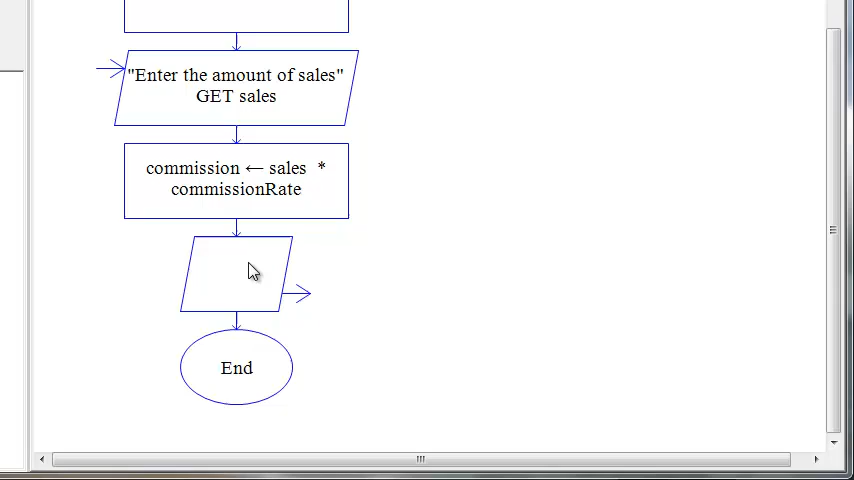 "Enter the amount of sales"
GET sales
commission ← sales *
commissionRate
End